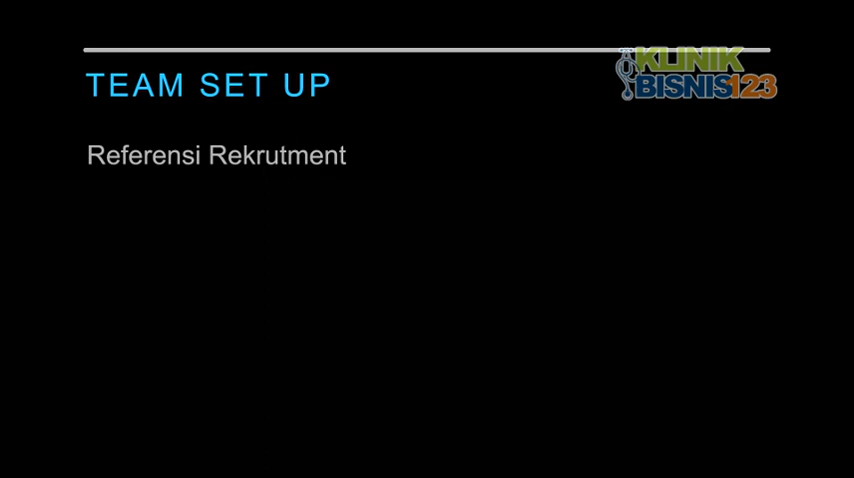 KLINIK
BISNIS123
TEAM SET UP
Referensi Rekrutment